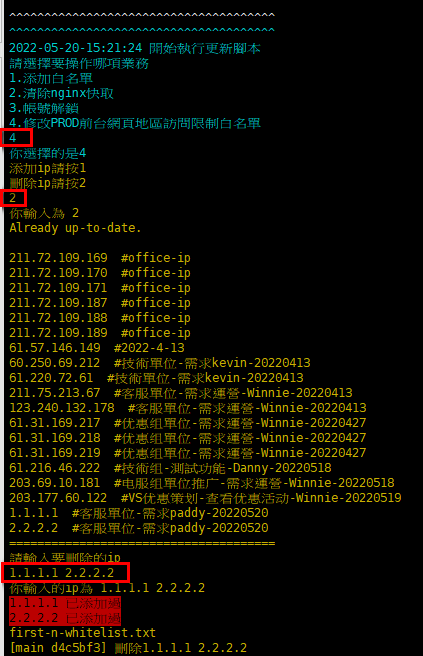 ^^^^^^^^^^^^^^^^^^^^^^^^^^^^^^^^^^^^^^
^^^^^^^^^^^^^^^^^^^^^^^^^^^^^^^^^^^^^^
2022-05-20-15:21:24 開始執行更新腳本
請選擇要操作哪項業務
1.添加白名單
2.清除nginx快取
3.帳號解鎖
4.修改PROD前台網頁地區訪問限制白名單
4
你選擇的是4
添加ip請按1
刪除ip請按2
2
你輸入為 2
Already up-to-date.
211.72.109.169 #office-ip
211.72.109.170 #office-ip
211.72.109.171 #office-ip
211.72.109.187 #office-ip
211.72.109.188 #office-ip
211.72.109.189 #office-ip
61.57.146.149 #2022-4-13
60.250.69.212 #技術單位-需求kevin-20220413
61.220.72.61 #技術單位-需求kevin-20220413
211.75.213.67 #客服單位-需求運營-Winnie-20220413
123.240.132.178 #客服單位-需求運營-Winnie-20220413
61.31.169.217 #优惠组單位-需求運營-Winnie-20220427
61.31.169.218 #优惠组單位-需求運營-Winnie-20220427
61.31.169.219 #优惠组單位-需求運營-Winnie-20220427
61.216.46.222 #技術組-測試功能-Danny-20220518
203.69.10.181 #电服組單位推广-需求運營-Winnie-20220518
203.177.60.122 #VS优惠策划-查看优惠活动-Winnie-20220519
1.1.1.1 #客服單位-需求paddy-20220520
2.2.2.2 #客服單位-需求paddy-20220520
======================================
請輸入要刪除的ip
1.1.1.1 2.2.2.2
你輸入的ip為 1.1.1.1 2.2.2.2
1.1.1.1 已添加過
2.2.2.2 已添加過
first-n-whitelist.txt
[main d4c5bf3] 刪除1.1.1.1 2.2.2.2